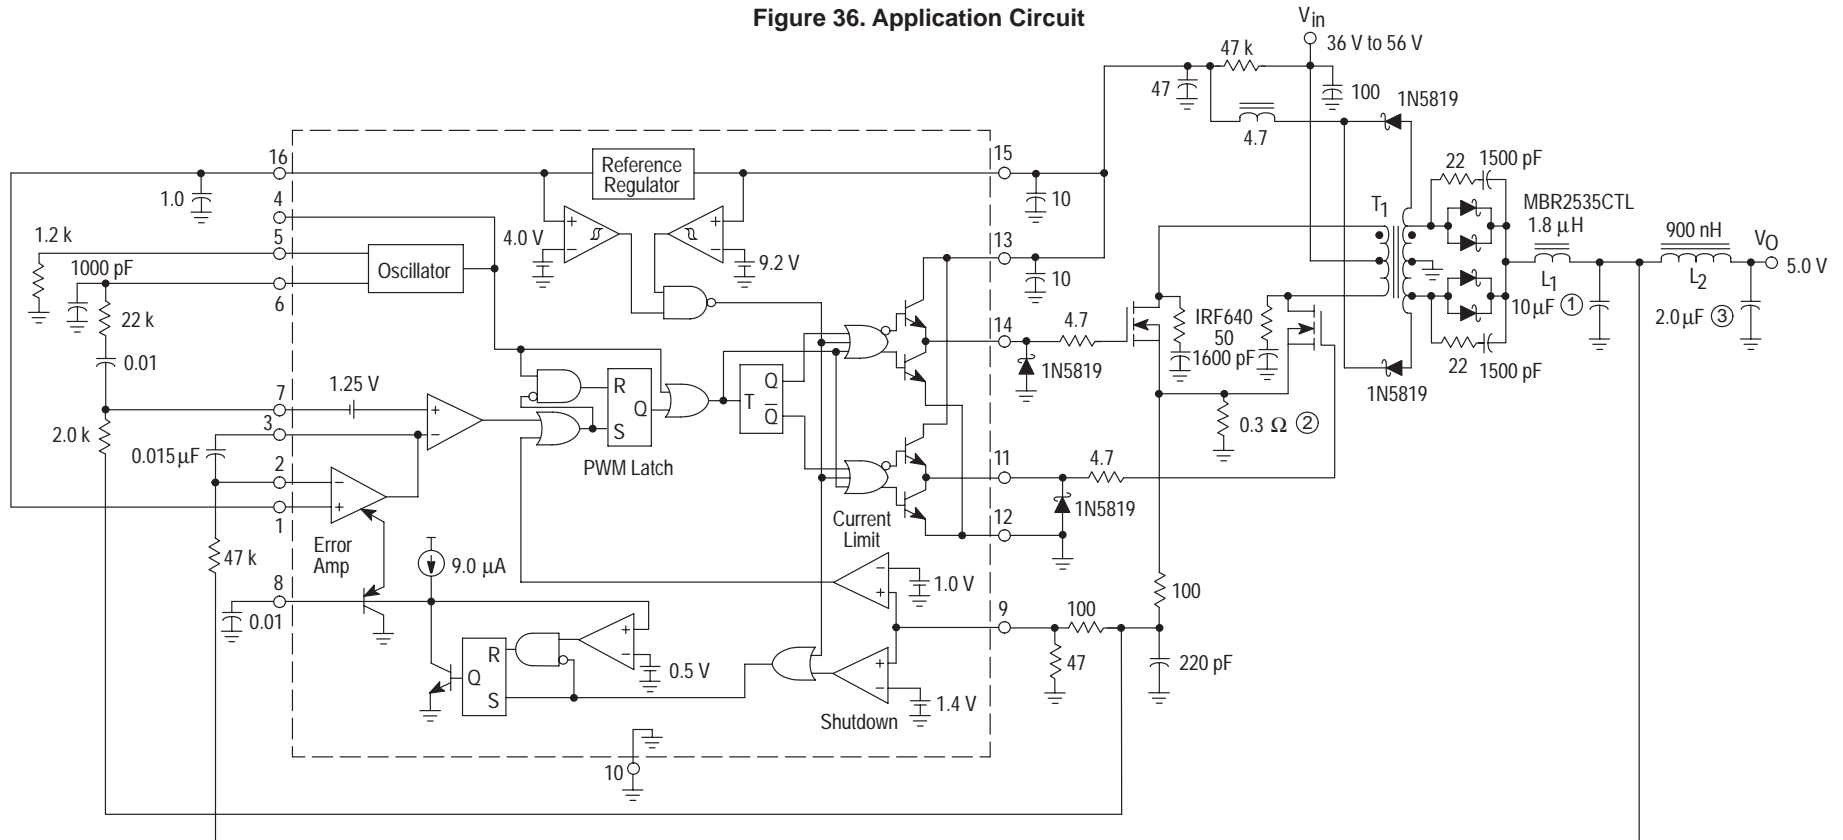 Figure 36. Application Circuit
Vin
36 V to 56 V
47 k
47
100
1N5819
4.7
16
Reference
Regulator
15
1.0
10
22
1500 pF
4
T1
MBR2535CTL
1.8 µH
900 nH
VO
5.0 V
4.0 V
+
−
+
−
9.2 V
1.2 k
5
1000 pF
Oscillator
13
10
6
L1
L2
10 µF ①
2.0 µF ③
22 k
14
4.7
IRF640
50
1600 pF
0.01
1N5819
22
1500 pF
1N5819
7
1.25 V
R
Q
S
T
Q
Q
2.0 k
3
+
−
0.3 Ω ②
0.015 µF
PWM Latch
2
−
+
11
4.7
1
1N5819
Error
Amp
Current
Limit
12
47 k
9.0 µA
8
−
+
1.0 V
100
0.01
9
100
+
−
0.5 V
R
Q
S
+
−
1.4 V
47
220 pF
Shutdown
10